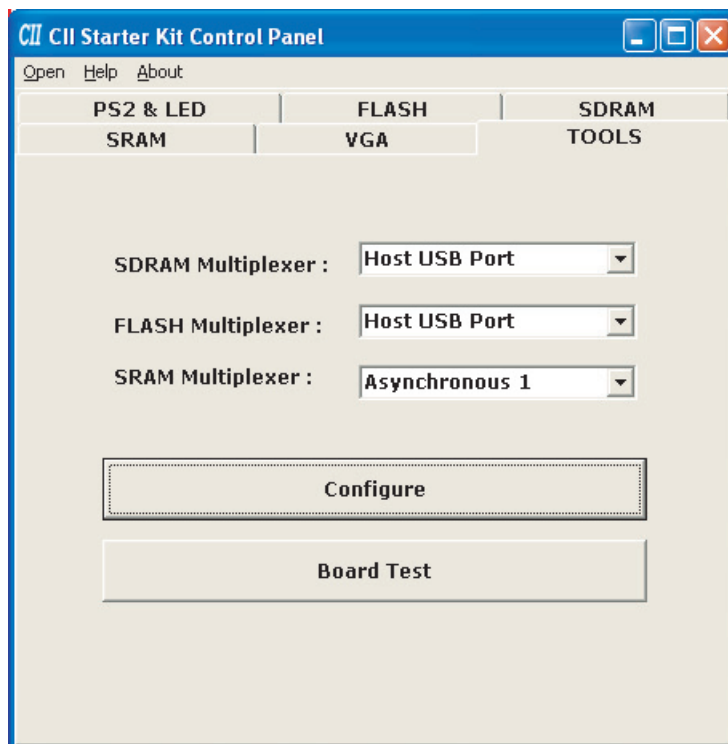 CII CII Starter Kit Control Panel
Open Help About
PS2 & LED FLASH SDRAM
SRAM VGA TOOLS
SDRAM Multiplexer : Host USB Port
FLASH Multiplexer : Host USB Port
SRAM Multiplexer : Asynchronous 1
Configure
Board Test